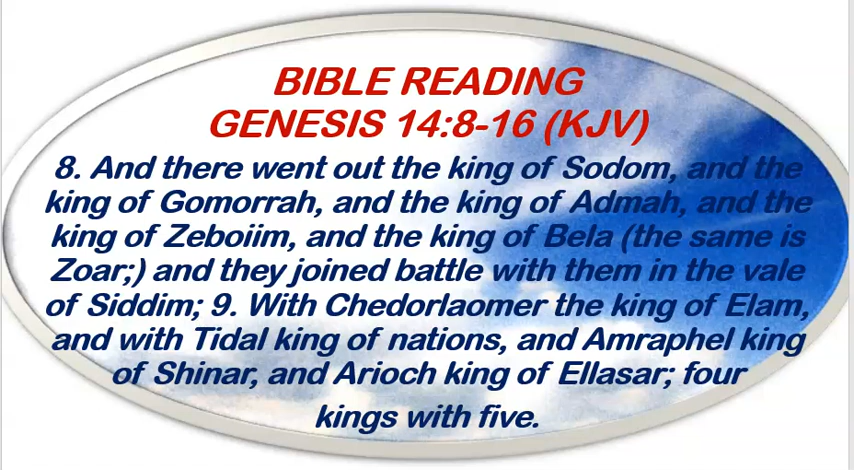 BIBLE READING
GENESIS 14:8-16 (KJV)
8. And there went out the king of Sodom, and the
king of Gomorrah, and the king of Admah, and the
king of Zeboiim, and the king of Bela (the same is
Zoar;) and they joined battle with them in the vale
of Siddim; 9. With Chedorlaomer the king of Elam,
and with Tidal king of nations, and Amraphel king
of Shinar, and Arioch king of Ellasar; four
kings with five.